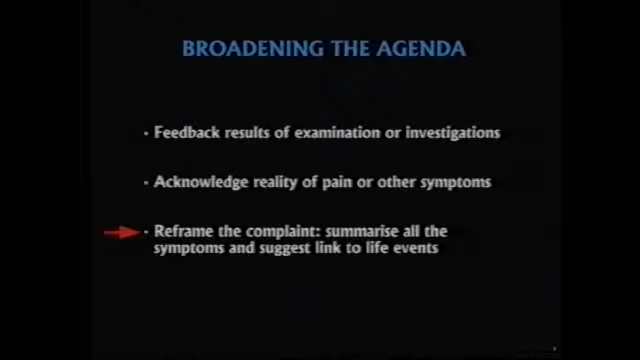 BROADENING THE AGENDA
· Feedback results of examination or investigations
· Acknowledge reality of pain or other symptoms
· Reframe the complaint: summarise all the
symptoms and suggest link to life events